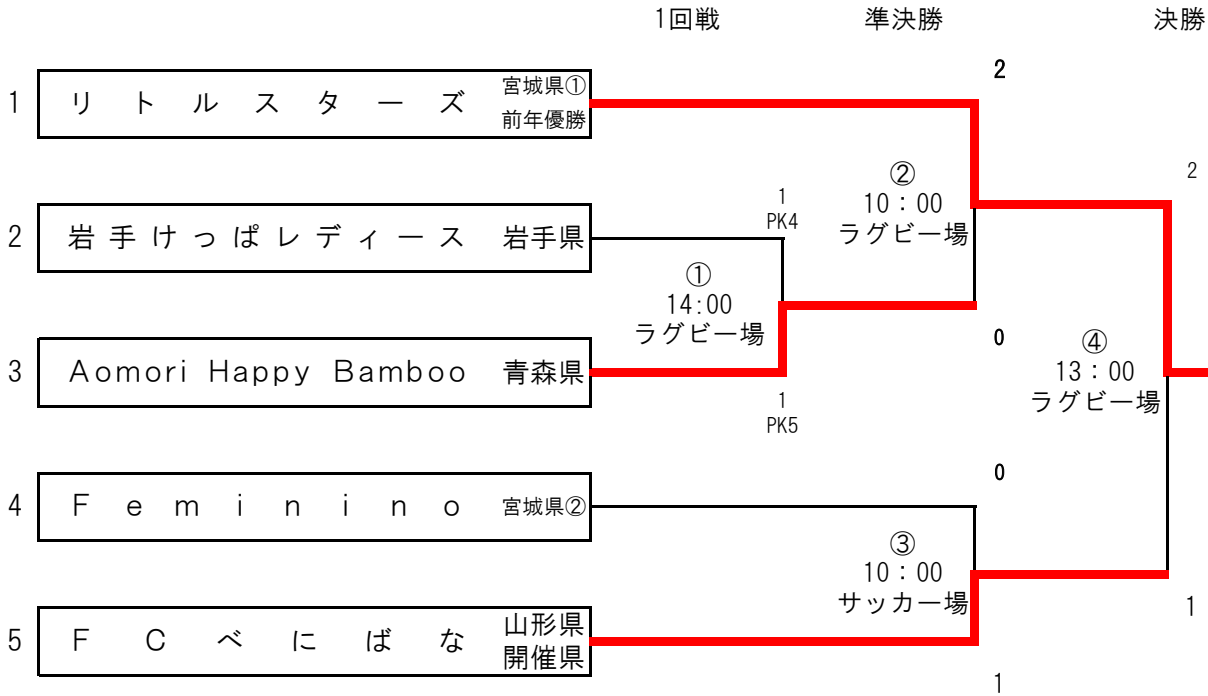 1回戦 準決勝 決勝
2
1 リトルスターズ 宮城県①
前年優勝
2
②
10：00
ラグビー場
1
PK4
2 岩手けっぱレディース 岩手県
①
14:00
ラグビー場
0
④
13：00
ラグビー場
3 Aomori Happy Bamboo 青森県
1
PK5
0
4 Feminino 宮城県②
③
10：00
サッカー場
1
5 FCべにばな 山形県
開催県
1